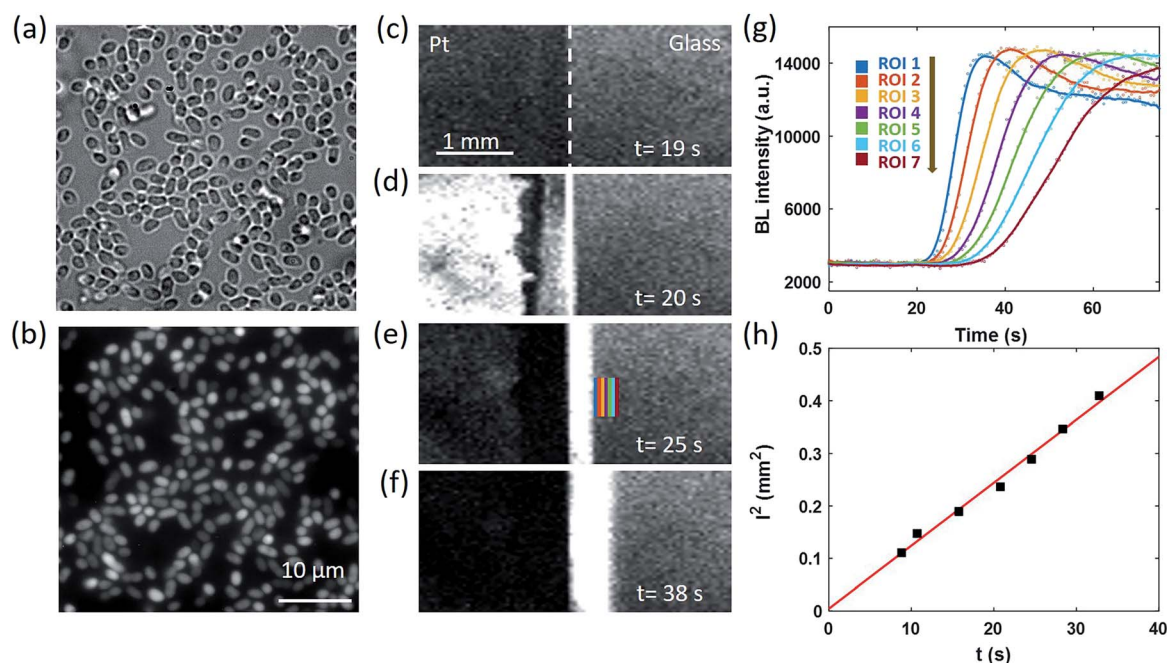 (a)
10 µm
(b)
(c)
Pt
Glass
1 mm
t= 19 s
(d)
t= 20 s
(e)
t= 25 s
(f)
t= 38 s
(g)
BL intensity (a.u.)
14000
10000
6000
2000
ROI 1
ROI 2
ROI 3
ROI 4
ROI 5
ROI 6
ROI 7
0 20 40 60
Time (s)
(h)
l² (mm²)
0.5
0.4
0.3
0.2
0.1
0
0 10 20 30 40
t (s)